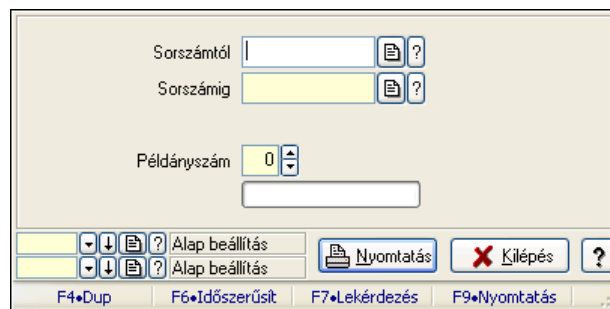 Sorszámtól ?
Sorszámig ?
Példányszám 0
? Alap beállítás
? Alap beállítás
Nyomtatás Kilépés ?
F4•Dup F6•Időszerűsít F7•Lekérdezés F9•Nyomtatás